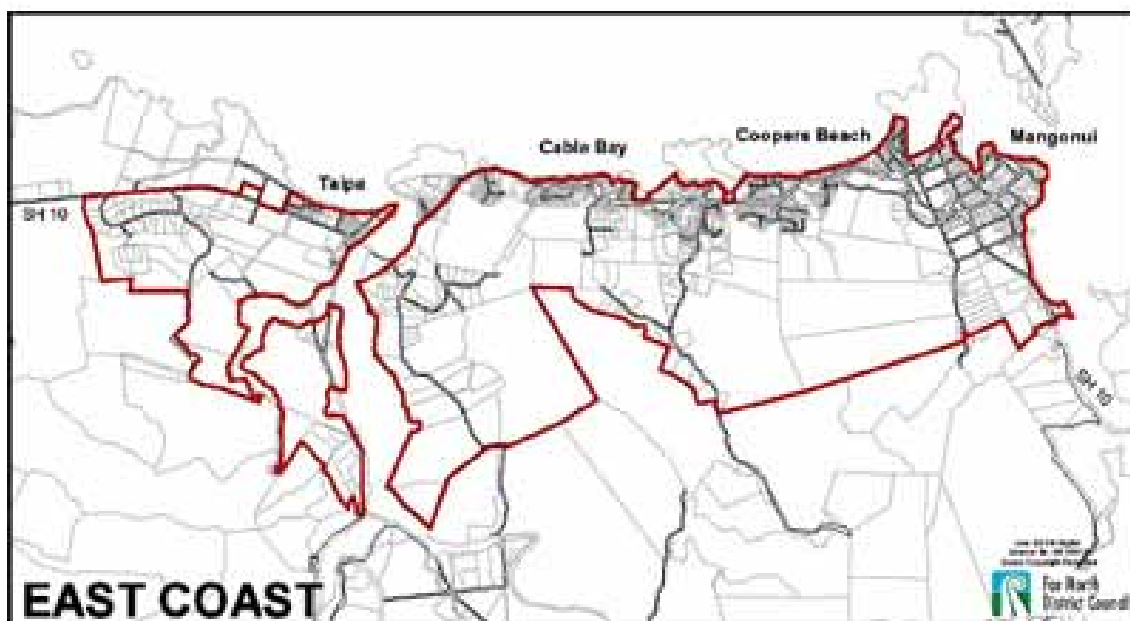 Mangonui
Coopers Beach
Cable Bay
Taipa
SH 10
SH 10
Far North
District Council
EAST COAST